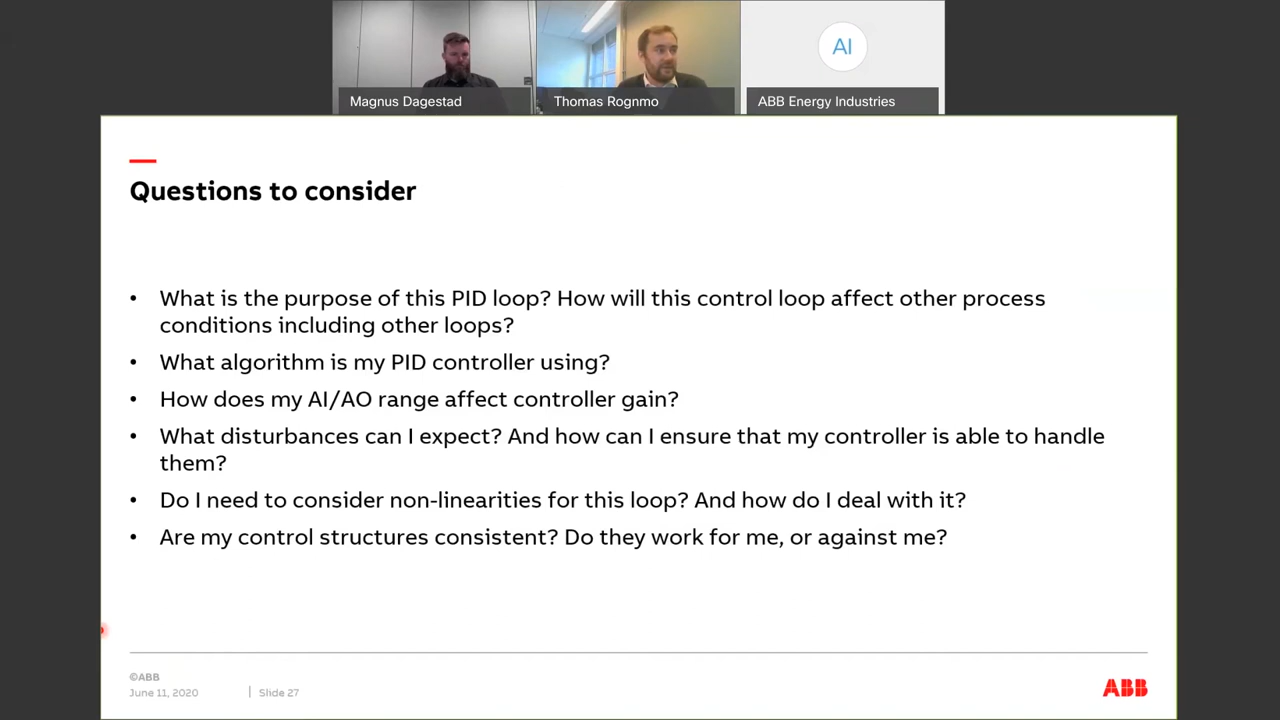 AI
Magnus Dagestad
Thomas Rognmo
ABB Energy Industries
Questions to consider
• What is the purpose of this PID loop? How will this control loop affect other process
conditions including other loops?
• What algorithm is my PID controller using?
• How does my AI/AO range affect controller gain?
• What disturbances can I expect? And how can I ensure that my controller is able to handle
them?
• Do I need to consider non-linearities for this loop? And how do I deal with it?
• Are my control structures consistent? Do they work for me, or against me?
©ABB
June 11, 2020 | Slide 27
ABB